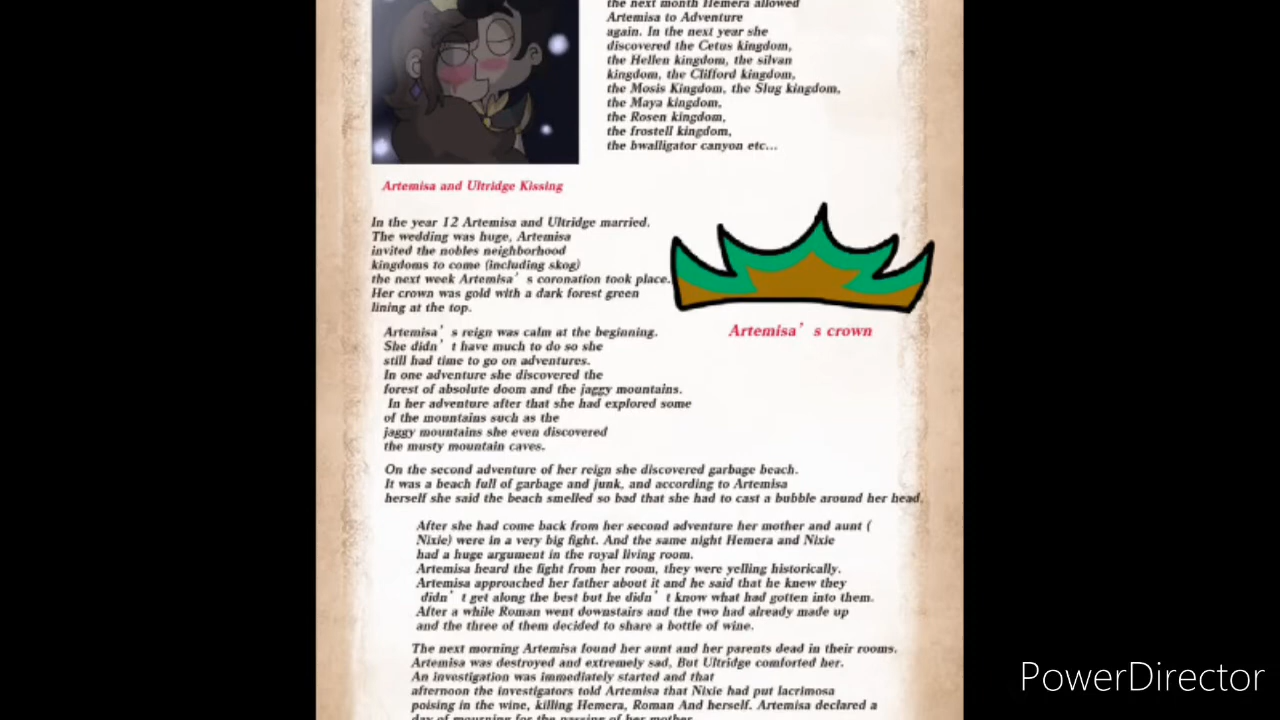 the next month Hemera allowed
Artemisa to Adventure
again. In the next year she
discovered the Cetus kingdom,
the Hellen kingdom, the silvan
kingdom, the Clifford kingdom,
the Mosis Kingdom, the Slug kingdom,
the Maya kingdom,
the Rosen kingdom,
the frostell kingdom,
the bwalligator canyon etc...
Artemisa and Ultridge Kissing
In the year 12 Artemisa and Ultridge married.
The wedding was huge, Artemisa
invited the nobles neighborhood
kingdoms to come (including skog)
the next week Artemisa’s coronation took place.
Her crown was gold with a dark forest green
lining at the top.
Artemisa’s crown
Artemisa’s reign was calm at the beginning.
She didn’t have much to do so she
still had time to go on adventures.
In one adventure she discovered the
forest of absolute doom and the jaggy mountains.
In her adventure after that she had explored some
of the mountains such as the
jaggy mountains she even discovered
the musty mountain caves.
On the second adventure of her reign she discovered garbage beach.
It was a beach full of garbage and junk, and according to Artemisa
herself she said the beach smelled so bad that she had to cast a bubble around her head.
After she had come back from her second adventure her mother and aunt (
Nixie) were in a very big fight. And the same night Hemera and Nixie
had a huge argument in the royal living room.
Artemisa heard the fight from her room, they were yelling historically.
Artemisa approached her father about it and he said that he knew they
didn’t get along the best but he didn’t know what had gotten into them.
After a while Roman went downstairs and the two had already made up
and the three of them decided to share a bottle of wine.
The next morning Artemisa found her aunt and her parents dead in their rooms.
Artemisa was destroyed and extremely sad, But Ultridge comforted her.
An investigation was immediately started and that
afternoon the investigators told Artemisa that Nixie had put lacrimosa
poising in the wine, killing Hemera, Roman And herself. Artemisa declared a
day of mourning for the passing of her mother
PowerDirector